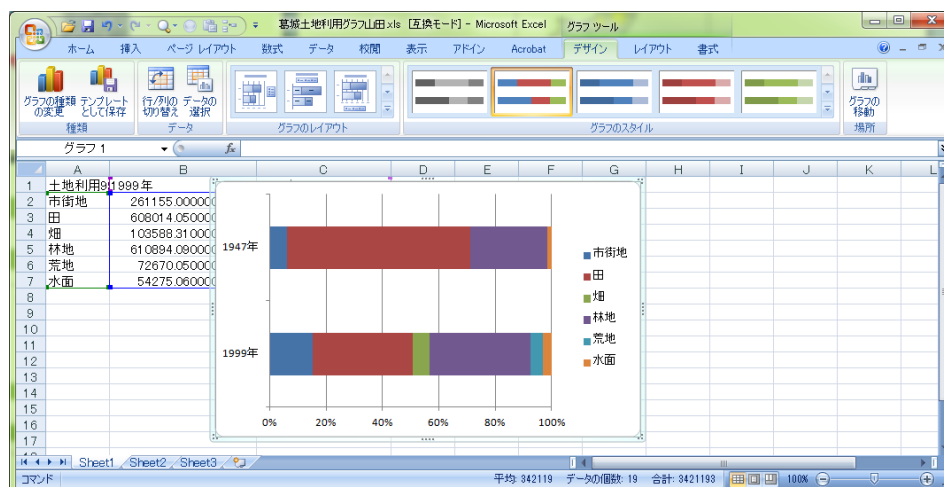 葛城土地利用グラフ山田.xls [互換モード] - Microsoft Excel グラフ ツール
ホーム 挿入 ページ レイアウト 数式 データ 校閲 表示 アドイン Acrobat デザイン レイアウト 書式
グラフの種類の変更 テンプレートとして保存 行/列の切り替え データの選択 グラフの移動
種類 データ グラフのレイアウト グラフのスタイル 場所
グラフ 1 fx
A B C D E F G H I J K L
1 土地利用9 1999年
2 市街地 261155.00000
3 田 608014.05000
4 畑 103588.31000
5 林地 610894.09000
6 荒地 72670.05000
7 水面 54275.06000
8
9
10
11
12
13
14
15
16
17
1947年
1999年
0% 20% 40% 60% 80% 100%
市街地
田
畑
林地
荒地
水面
Sheet1 Sheet2 Sheet3
コマンド 平均: 342119 データの個数: 19 合計: 3421193 100%